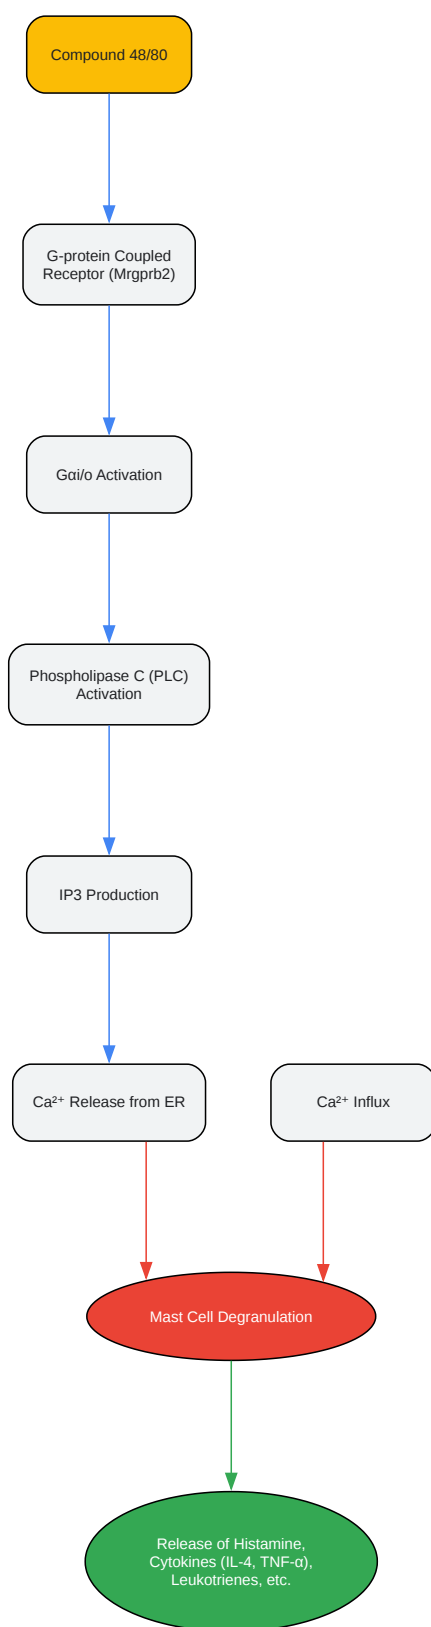 Compound 48/80
G-protein Coupled
Receptor (Mrgprb2)
Gαi/o Activation
Phospholipase C (PLC)
Activation
IP3 Production
Ca²⁺ Release from ER
Ca²⁺ Influx
Mast Cell Degranulation
Release of Histamine,
Cytokines (IL-4, TNF-α),
Leukotrienes, etc.